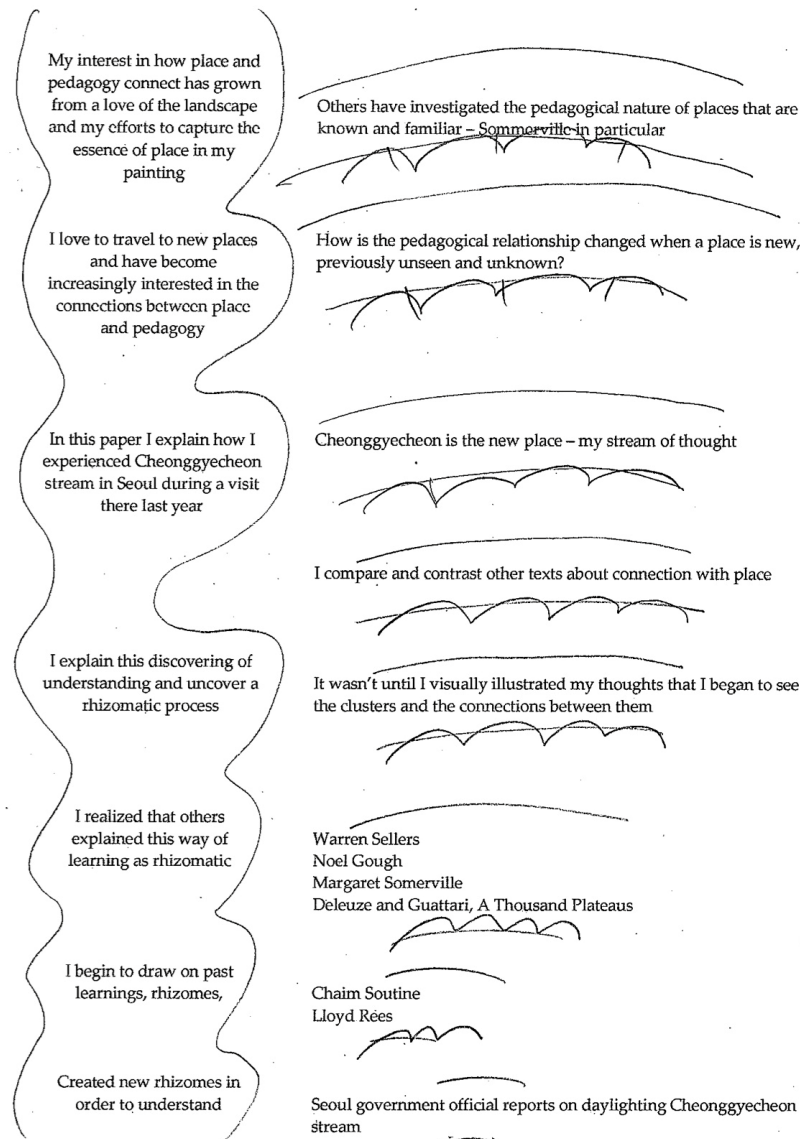 My interest in how place and
pedagogy connect has grown
from a love of the landscape
and my efforts to capture the
essence of place in my
painting
Others have investigated the pedagogical nature of places that are
known and familiar – Sommerville in particular
I love to travel to new places
and have become
increasingly interested in the
connections between place
and pedagogy
How is the pedagogical relationship changed when a place is new,
previously unseen and unknown?
In this paper I explain how I
experienced Cheonggyecheon
stream in Seoul during a visit
there last year
Cheonggyecheon is the new place – my stream of thought
I compare and contrast other texts about connection with place
I explain this discovering of
understanding and uncover a
rhizomatic process
It wasn't until I visually illustrated my thoughts that I began to see
the clusters and the connections between them
I realized that others
explained this way of
learning as rhizomatic
Warren Sellers
Noel Gough
Margaret Somerville
Deleuze and Guattari, A Thousand Plateaus
I begin to draw on past
learnings, rhizomes,
Chaim Soutine
Lloyd Rees
Created new rhizomes in
order to understand
Seoul government official reports on daylighting Cheonggyecheon
stream